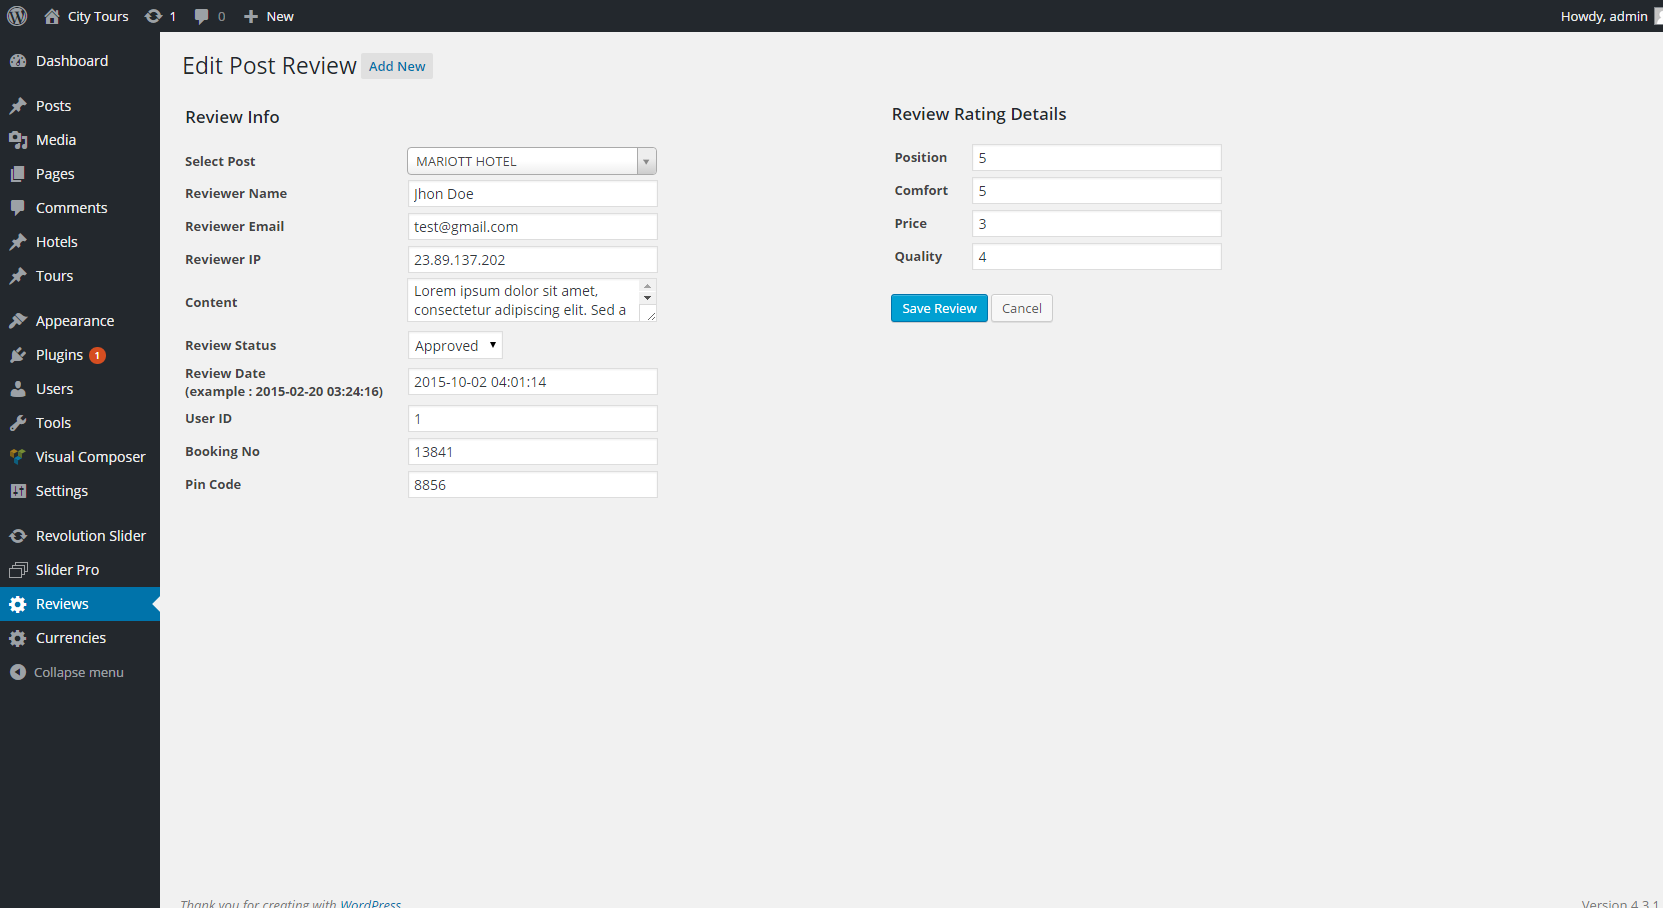 City Tours 1 0 New Howdy, admin
Dashboard
Posts
Media
Pages
Comments
Hotels
Tours
Appearance
Plugins 1
Users
Tools
Visual Composer
Settings
Revolution Slider
Slider Pro
Reviews
Currencies
Collapse menu
Edit Post Review Add New
Review Info
Select Post MARIOTT HOTEL
Reviewer Name Jhon Doe
Reviewer Email test@gmail.com
Reviewer IP 23.89.137.202
Content Lorem ipsum dolor sit amet,
consectetur adipiscing elit. Sed a
Review Status Approved
Review Date
(example : 2015-02-20 03:24:16) 2015-10-02 04:01:14
User ID 1
Booking No 13841
Pin Code 8856
Review Rating Details
Position 5
Comfort 5
Price 3
Quality 4
Save Review Cancel
Thank you for creating with WordPress
Version 4.3.1